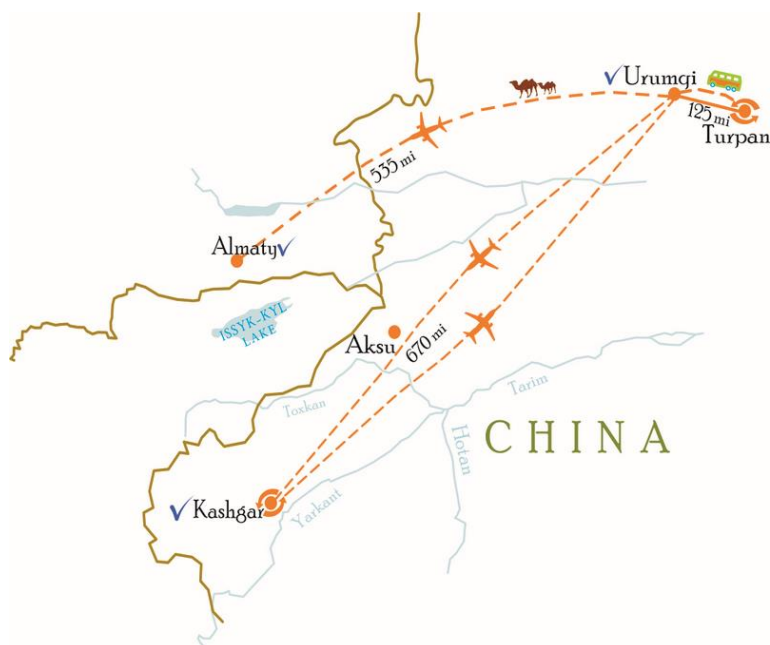 Urumqi
125 mi
Turpan
535 mi
Almaty
ISSYK-KYL
LAKE
Aksu
670 mi
Tarim
Toxkan
Hotan
CHINA
Kashgar
Yarkant